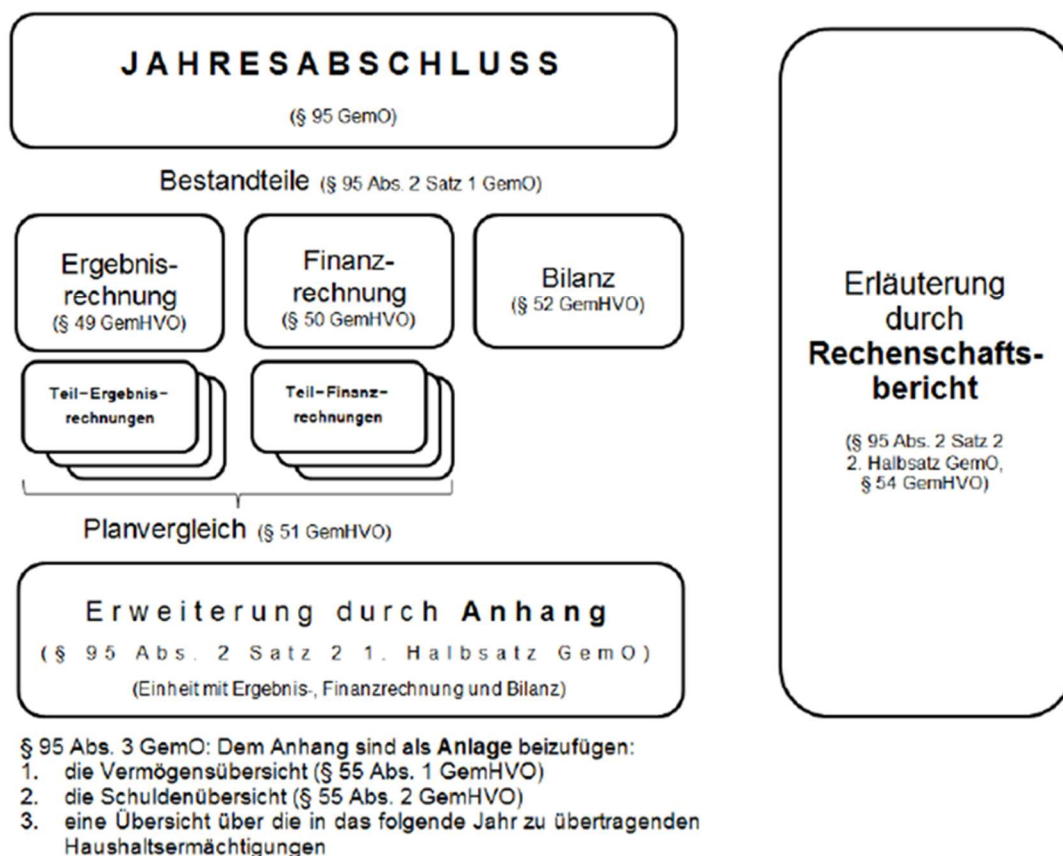 JAHRESABSCHLUSS
(§ 95 GemO)
Bestandteile (§ 95 Abs. 2 Satz 1 GemO)
Ergebnis-
rechnung
(§ 49 GemHVO)
Finanz-
rechnung
(§ 50 GemHVO)
Bilanz
(§ 52 GemHVO)
Teil-Ergebnis-
rechnungen
Teil-Finanz-
rechnungen
Planvergleich (§ 51 GemHVO)
Erweiterung durch Anhang
(§ 95 Abs. 2 Satz 2 1. Halbsatz GemO)
(Einheit mit Ergebnis-, Finanzrechnung und Bilanz)
§ 95 Abs. 3 GemO: Dem Anhang sind als Anlage beizufügen:
1. die Vermögensübersicht (§ 55 Abs. 1 GemHVO)
2. die Schuldenübersicht (§ 55 Abs. 2 GemHVO)
3. eine Übersicht über die in das folgende Jahr zu übertragenden
Haushaltsermächtigungen
Erläuterung
durch
Rechenschafts-
bericht
(§ 95 Abs. 2 Satz 2
2. Halbsatz GemO,
§ 54 GemHVO)